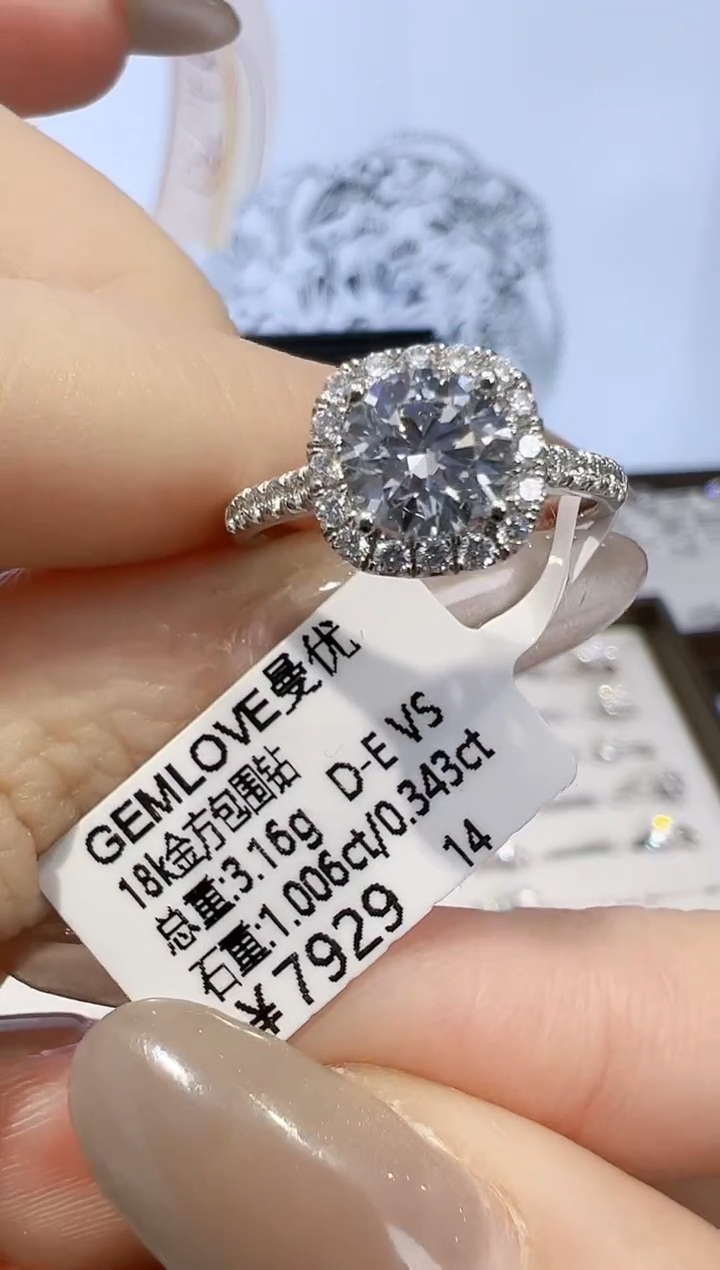 GEMLOVE曼优
18k金方包围钻
总重:3.16g D-E VS
石重:1.006ct/0.343ct
¥7929 14